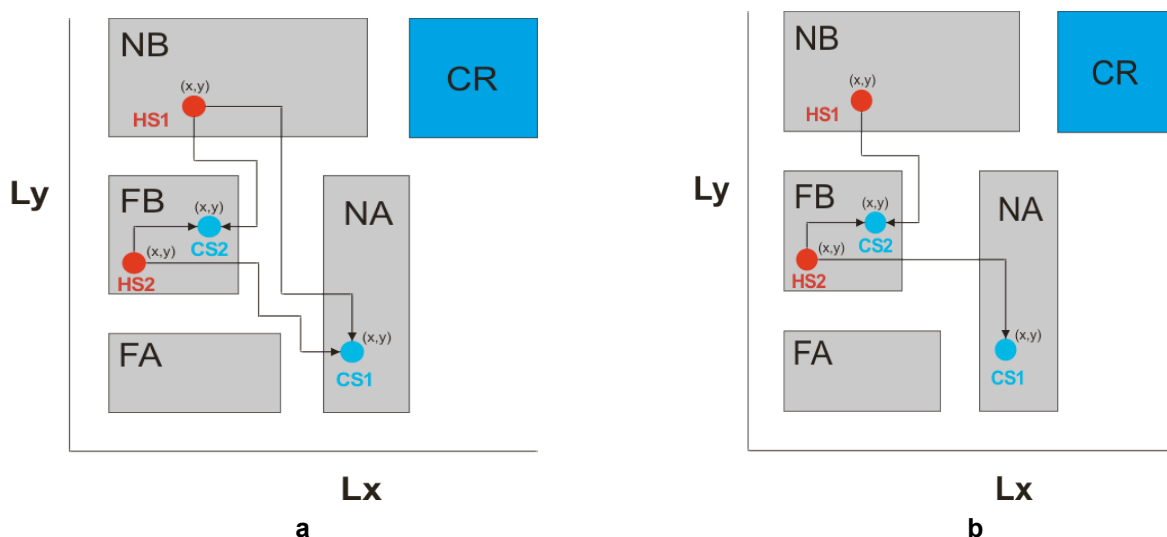 NB
CR
(x,y)
HS1
Ly
FB
(x,y)
CS2
NA
(x,y)
HS2
(x,y)
FA
CS1
Lx
a
NB
CR
(x,y)
HS1
Ly
FB
(x,y)
CS2
NA
(x,y)
HS2
(x,y)
FA
CS1
Lx
b